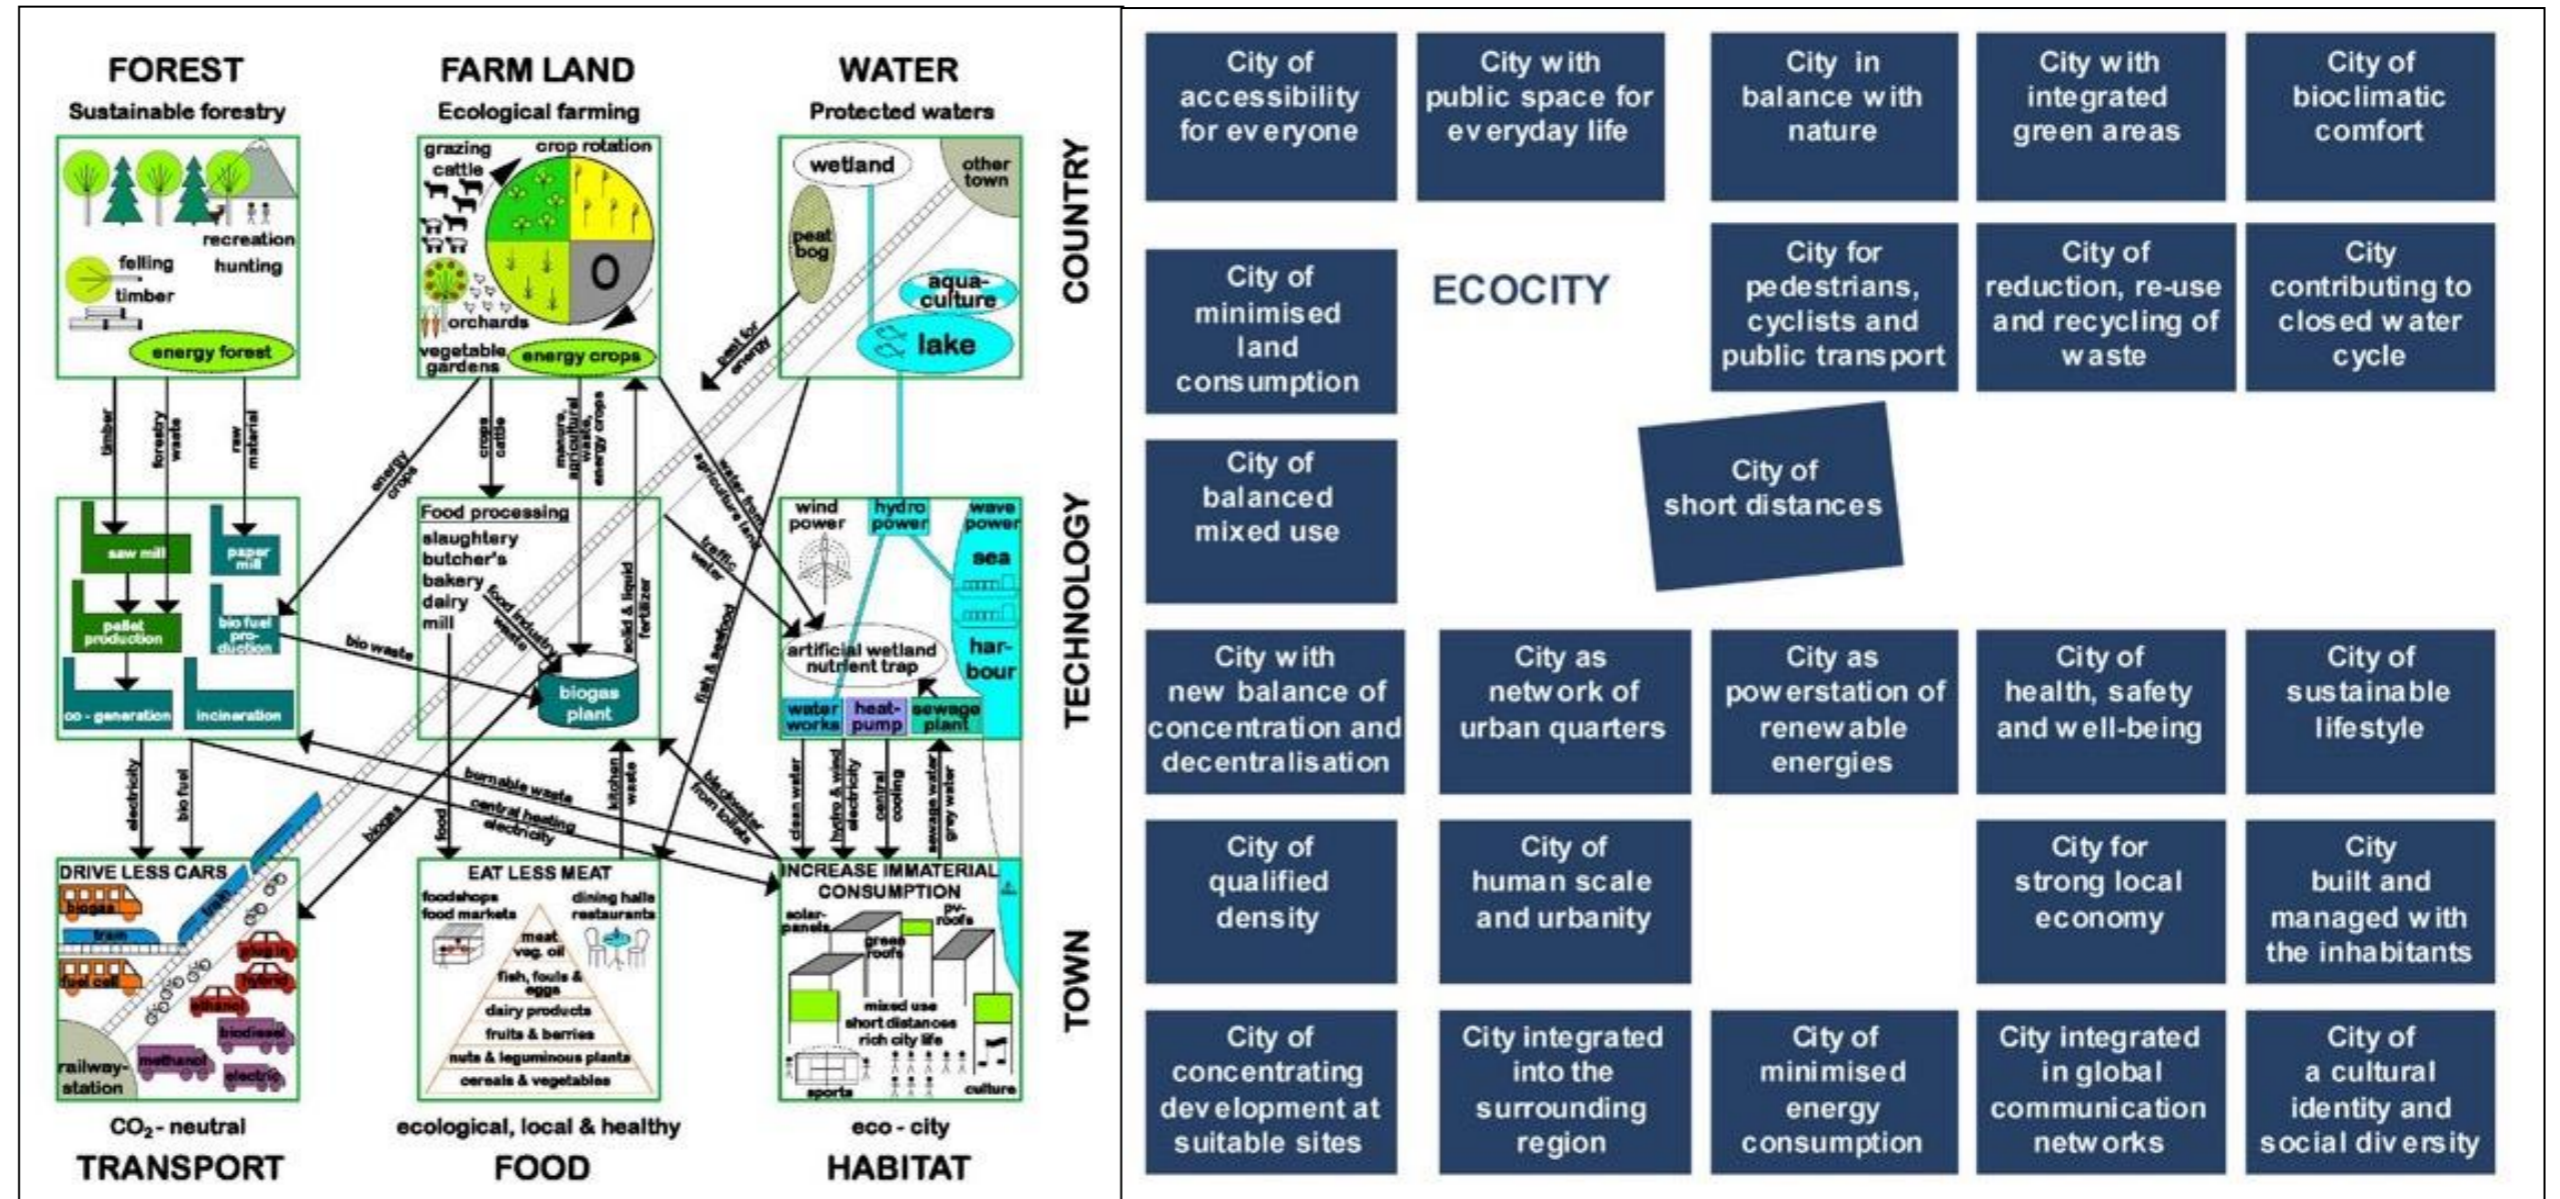 FOREST
Sustainable forestry
recreation
felling
hunting
timber
energy forest
FARM LAND
Ecological farming
grazing
cattle
crop rotation
O
orchards
vegetable
gardens
energy crops
WATER
Protected waters
wetland
other
town
peat
bog
aqua-
culture
lake
COUNTRY
timber
forestry
waste
raw
material
energy
crops
crops
cattle
manure,
agricultural
waste,
energy crops
peat for
energy
water from
agriculture land
traffic
water
fish & seafood
saw mill
paper
mill
pellet
production
bio fuel
pro-
duction
co - generation
incineration
bio waste
Food processing
slaughtery
butcher's
bakery
dairy
mill
food industry
waste
solid & liquid
fertilizer
biogas
plant
wind
power
hydro
power
wave
power
sea
har-
bour
artificial wetland
nutrient trap
water
works
heat-
pump
sewage
plant
TECHNOLOGY
electricity
bio fuel
biogas
food
burnable waste
central heating
electricity
kitchen
waste
blackwater
from toilets
clean water
hydro & wind
electricity
central
cooling
sewage water
grey water
DRIVE LESS CARS
biogas
train
train
fuel cell
plug in
hybrid
ethanol
biodiesel
methanol
electric
railway-
station
CO₂ - neutral
TRANSPORT
EAT LESS MEAT
foodshops
food markets
dining halls
restaurants
meat
veg. oil
fish, fouls &
eggs
dairy products
fruits & berries
nuts & leguminous plants
cereals & vegetables
ecological, local & healthy
FOOD
INCREASE IMMATERIAL
CONSUMPTION
solar-
panels
pv-
roofs
green
roofs
mixed use
short distances
rich city life
sports
culture
eco - city
HABITAT
TOWN
City of
accessibility
for everyone
City with
public space for
everyday life
City in
balance with
nature
City with
integrated
green areas
City of
bioclimatic
comfort
City of
minimised
land
consumption
ECOCITY
City for
pedestrians,
cyclists and
public transport
City of
reduction, re-use
and recycling of
waste
City
contributing to
closed water
cycle
City of
balanced
mixed use
City of
short distances
City with
new balance of
concentration and
decentralisation
City as
network of
urban quarters
City as
powerstation of
renewable
energies
City of
health, safety
and well-being
City of
sustainable
lifestyle
City of
qualified
density
City of
human scale
and urbanity
City for
strong local
economy
City
built and
managed with
the inhabitants
City of
concentrating
development at
suitable sites
City integrated
into the
surrounding
region
City of
minimised
energy
consumption
City integrated
in global
communication
networks
City of
a cultural
identity and
social diversity